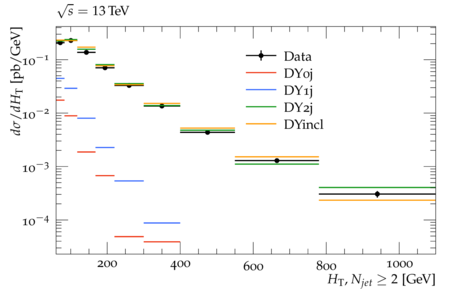 √s = 13 TeV
dσ/dH_T [pb/GeV]
10^−1
10^−2
10^−3
10^−4
Data
DY0j
DY1j
DY2j
DYincl
200 400 600 800 1000
H_T, N_jet ≥ 2 [GeV]